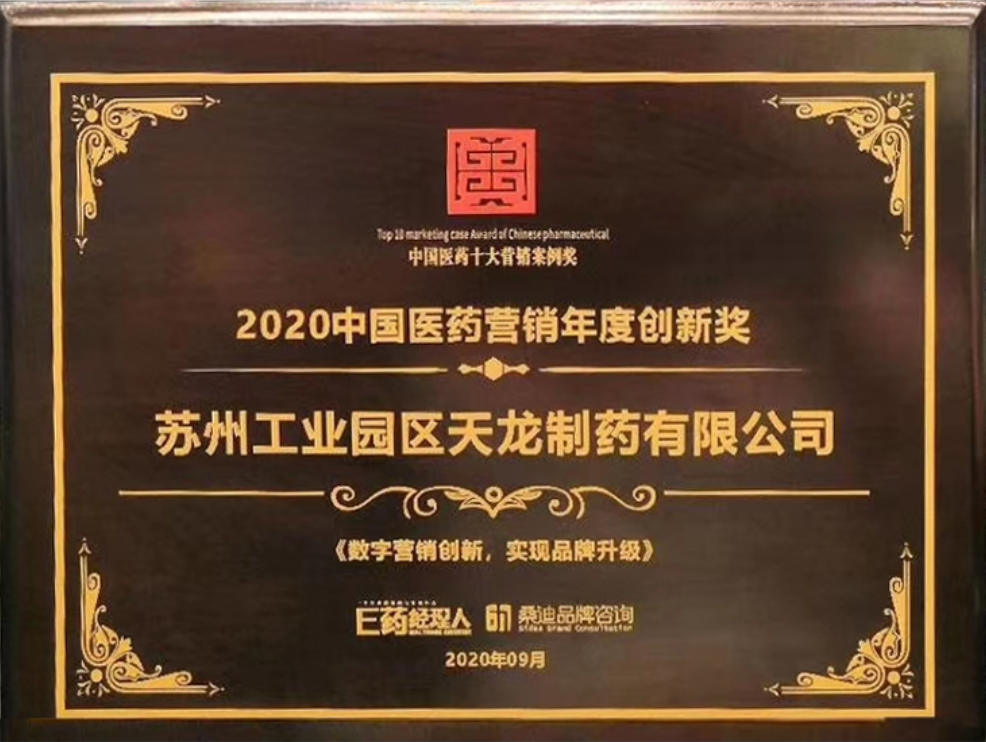 Top 10 marketing case Award of Chinese pharmaceutical
中国医药十大营销案例奖
2020中国医药营销年度创新奖
苏州工业园区天龙制药有限公司
《数字营销创新，实现品牌升级》
E药经理人 桑迪品牌咨询
Sides Brand Consultation
2020年09月